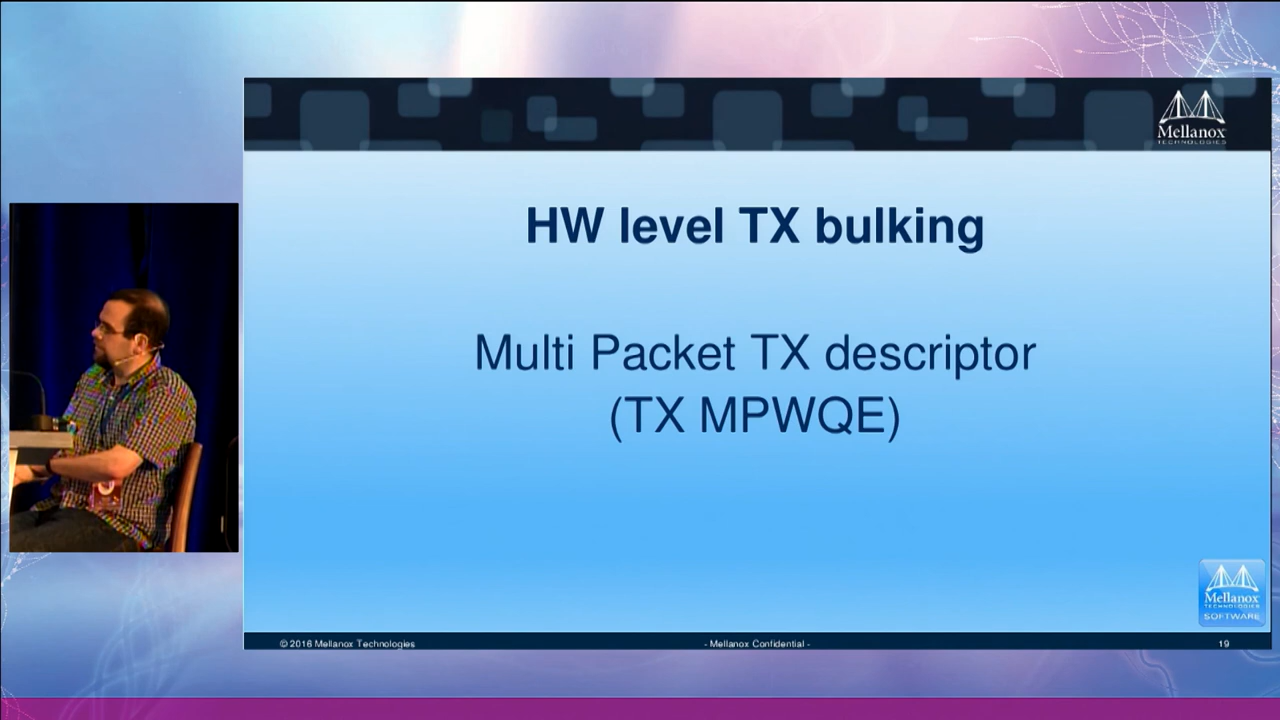 Mellanox
TECHNOLOGIES
HW level TX bulking
Multi Packet TX descriptor
(TX MPWQE)
Mellanox
TECHNOLOGIES
SOFTWARE
© 2016 Mellanox Technologies
- Mellanox Confidential -
19